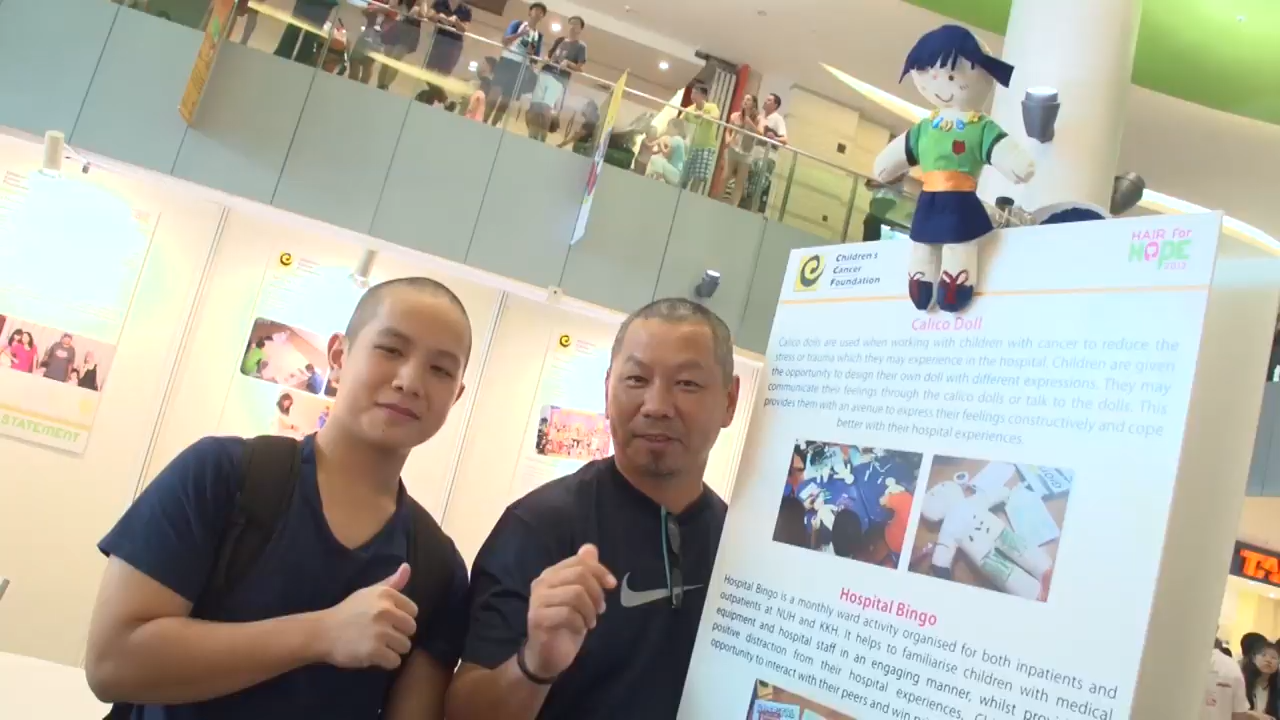 Children's
Cancer
Foundation
HAIR for
HOPE
2013
Calico Doll
Calico dolls are used when working with children with cancer to reduce the
stress or trauma which they may experience in the hospital. Children are given
the opportunity to design their own doll with different expressions. They may
communicate their feelings through the calico dolls or talk to the dolls. This
provides them with an avenue to express their feelings constructively and cope
better with their hospital experiences.
Hospital Bingo
Hospital Bingo is a monthly ward activity organised for both inpatients and
outpatients at NUH and KKH. It helps to familiarise children with medical
equipment and hospital staff in an engaging manner, whilst
positive distraction from their hospital experiences.
opportunity to interact with their peers and win
STATEMENT